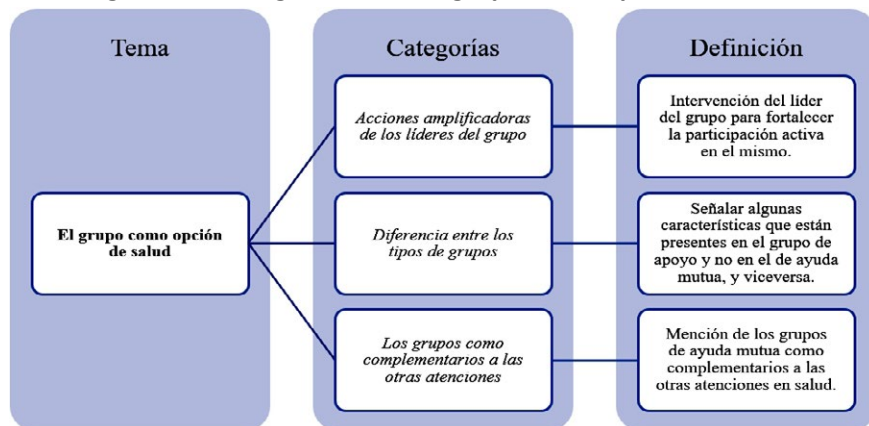 Tema
Categorías
Definición
El grupo como opción
de salud
Acciones amplificadoras
de los líderes del grupo
Intervención del líder
del grupo para fortalecer
la participación activa
en el mismo.
Diferencia entre los
tipos de grupos
Señalar algunas
características que están
presentes en el grupo de
apoyo y no en el de ayuda
mutua, y viceversa.
Los grupos como
complementarios a las
otras atenciones
Mención de los grupos
de ayuda mutua como
complementarios a las
otras atenciones en salud.